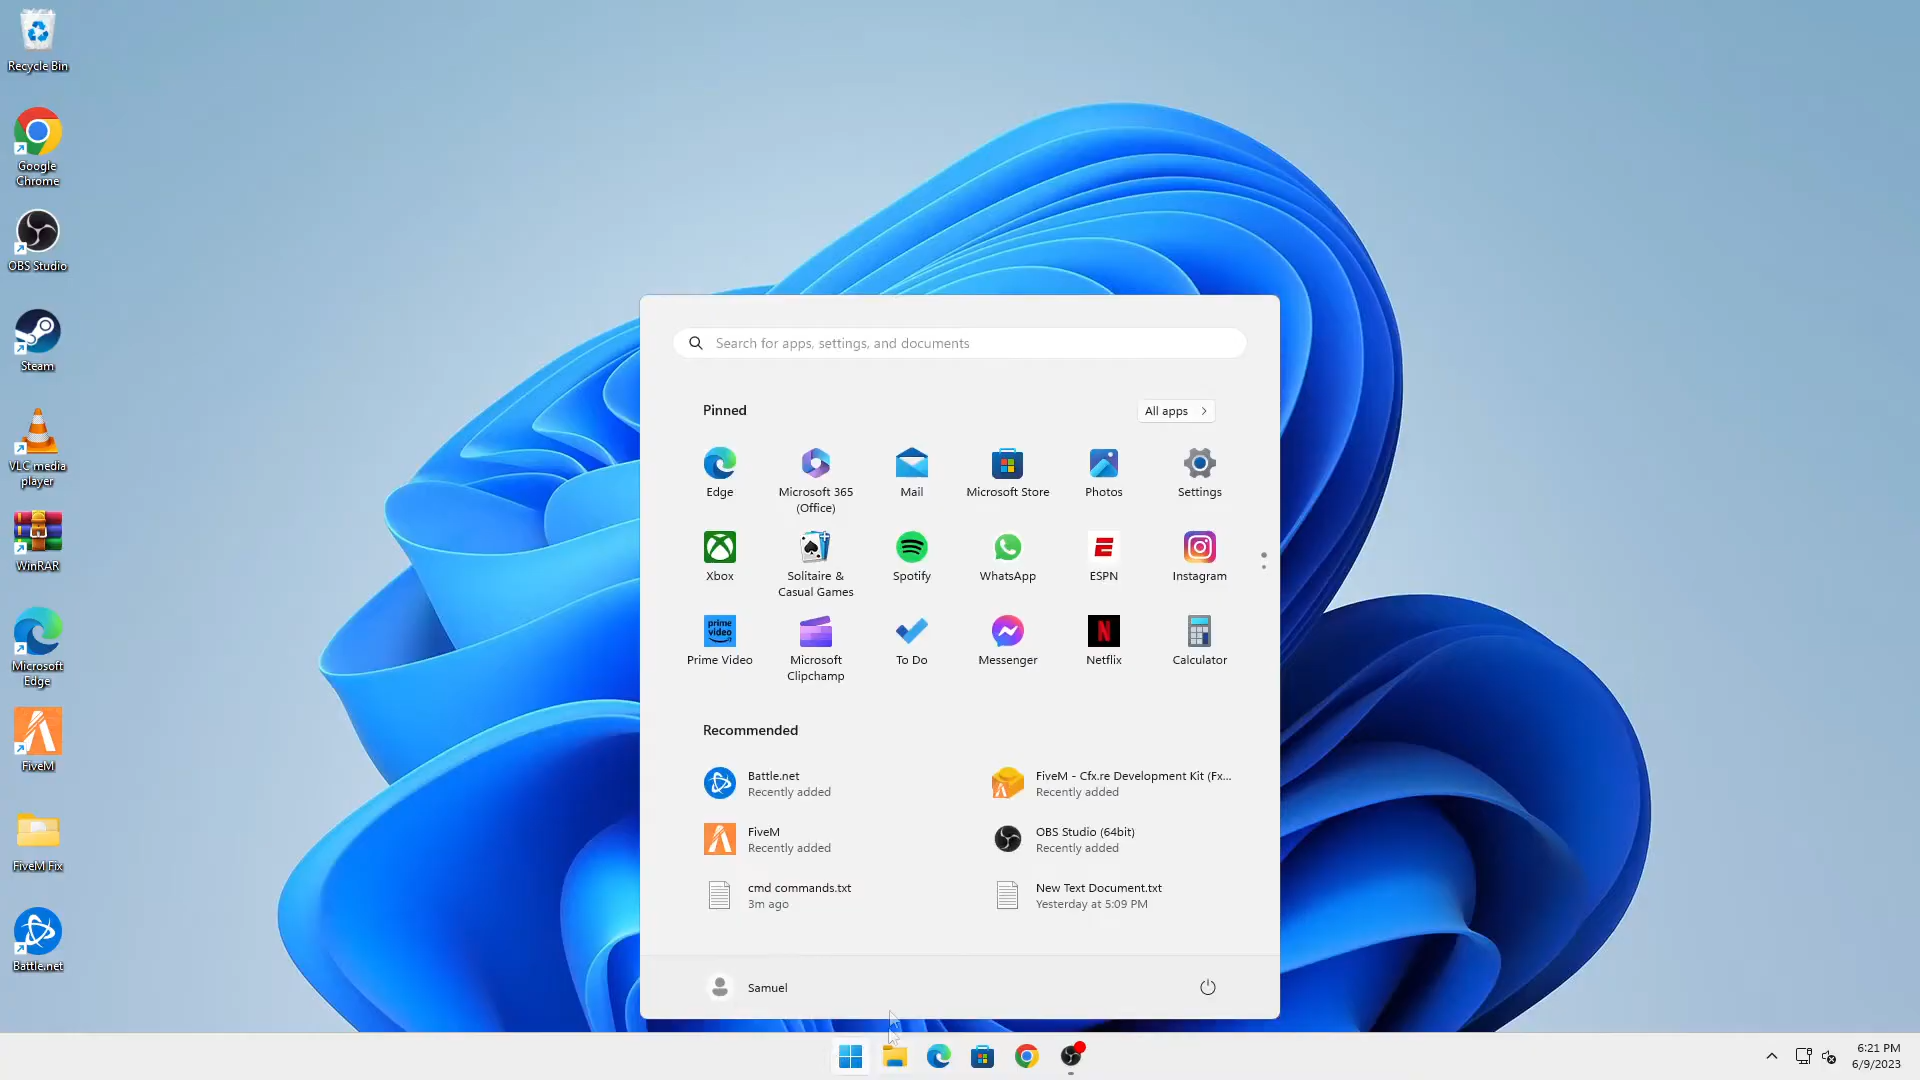 Recycle Bin
Google
Chrome
OBS Studio
Steam
VLC media
player
WinRAR
Microsoft
Edge
FiveM
FiveM Fix
Battle.net
Search for apps, settings, and documents
Pinned
All apps
Edge
Microsoft 365
(Office)
Mail
Microsoft Store
Photos
Settings
Xbox
Solitaire &
Casual Games
Spotify
WhatsApp
ESPN
Instagram
prime
video
Prime Video
Microsoft
Clipchamp
To Do
Messenger
Netflix
Calculator
Recommended
Battle.net
Recently added
FiveM - Cfx.re Development Kit (Fx...
Recently added
FiveM
Recently added
OBS Studio (64bit)
Recently added
cmd commands.txt
3m ago
New Text Document.txt
Yesterday at 5:09 PM
Samuel
6:21 PM
6/9/2023